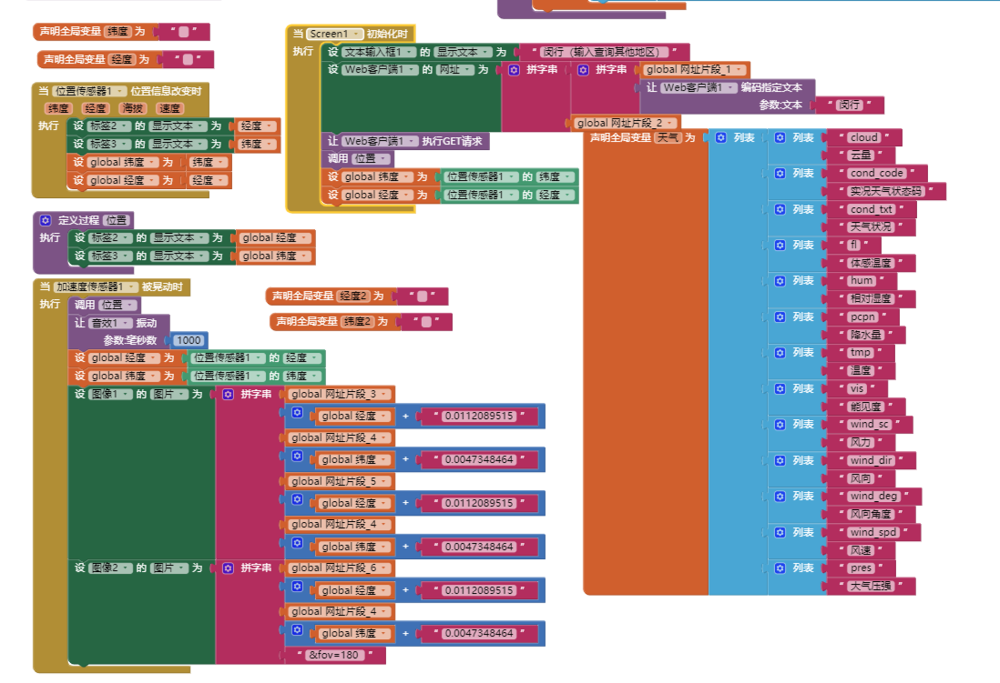 声明全局变量 纬度 为 “ ”
声明全局变量 经度 为 “ ”
当 位置传感器1 位置信息改变时
纬度 经度 海拔 速度
执行 设 标签2 的 显示文本 为 经度
设 标签3 的 显示文本 为 纬度
设 global 纬度 为 纬度
设 global 经度 为 经度
定义过程 位置
执行 设 标签2 的 显示文本 为 global 经度
设 标签3 的 显示文本 为 global 纬度
当 加速度传感器1 被晃动时
执行 调用 位置
让 音效1 振动
参数:毫秒数 1000
设 global 经度 为 位置传感器1 的 经度
设 global 纬度 为 位置传感器1 的 纬度
设 图像1 的 图片 为 拼字串 global 网址片段_3
global 经度 + “ 0.0112089515 ”
global 网址片段_4
global 纬度 + “ 0.0047348464 ”
global 网址片段_5
global 经度 + “ 0.0112089515 ”
global 网址片段_4
global 纬度 + “ 0.0047348464 ”
设 图像2 的 图片 为 拼字串 global 网址片段_6
global 经度 + “ 0.0112089515 ”
global 网址片段_4
global 纬度 + “ 0.0047348464 ”
“ &fov=180 ”
声明全局变量 经度2 为 “ ”
声明全局变量 纬度2 为 “ ”
当 Screen1 初始化时
执行 设 文本输入框1 的 显示文本 为 “ 闵行（输入查询其他地区） ”
设 Web客户端1 的 网址 为 拼字串 拼字串 global 网址片段_1
让 Web客户端1 编码指定文本
参数:文本 “ 闵行 ”
global 网址片段_2
让 Web客户端1 执行GET请求
调用 位置
设 global 纬度 为 位置传感器1 的 纬度
设 global 经度 为 位置传感器1 的 经度
声明全局变量 天气 为 列表 列表 “ cloud ”
“ 云量 ”
列表 “ cond_code ”
“ 实况天气状态码 ”
列表 “ cond_txt ”
“ 天气状况 ”
列表 “ fl ”
“ 体感温度 ”
列表 “ hum ”
“ 相对湿度 ”
列表 “ pcpn ”
“ 降水量 ”
列表 “ tmp ”
“ 温度 ”
列表 “ vis ”
“ 能见度 ”
列表 “ wind_sc ”
“ 风力 ”
列表 “ wind_dir ”
“ 风向 ”
列表 “ wind_deg ”
“ 风向角度 ”
列表 “ wind_spd ”
“ 风速 ”
列表 “ pres ”
“ 大气压强 ”